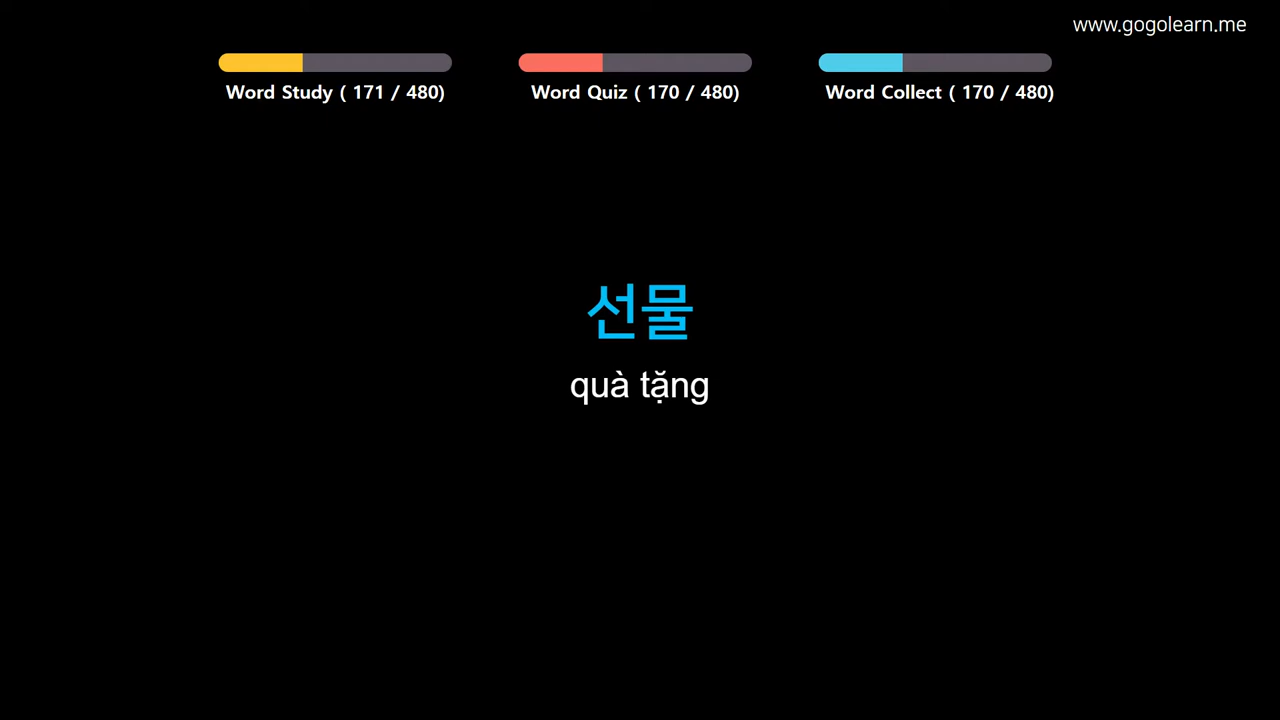 www.gogolearn.me
Word Study ( 171 / 480)
Word Quiz ( 170 / 480)
Word Collect ( 170 / 480)
선물
quà tặng